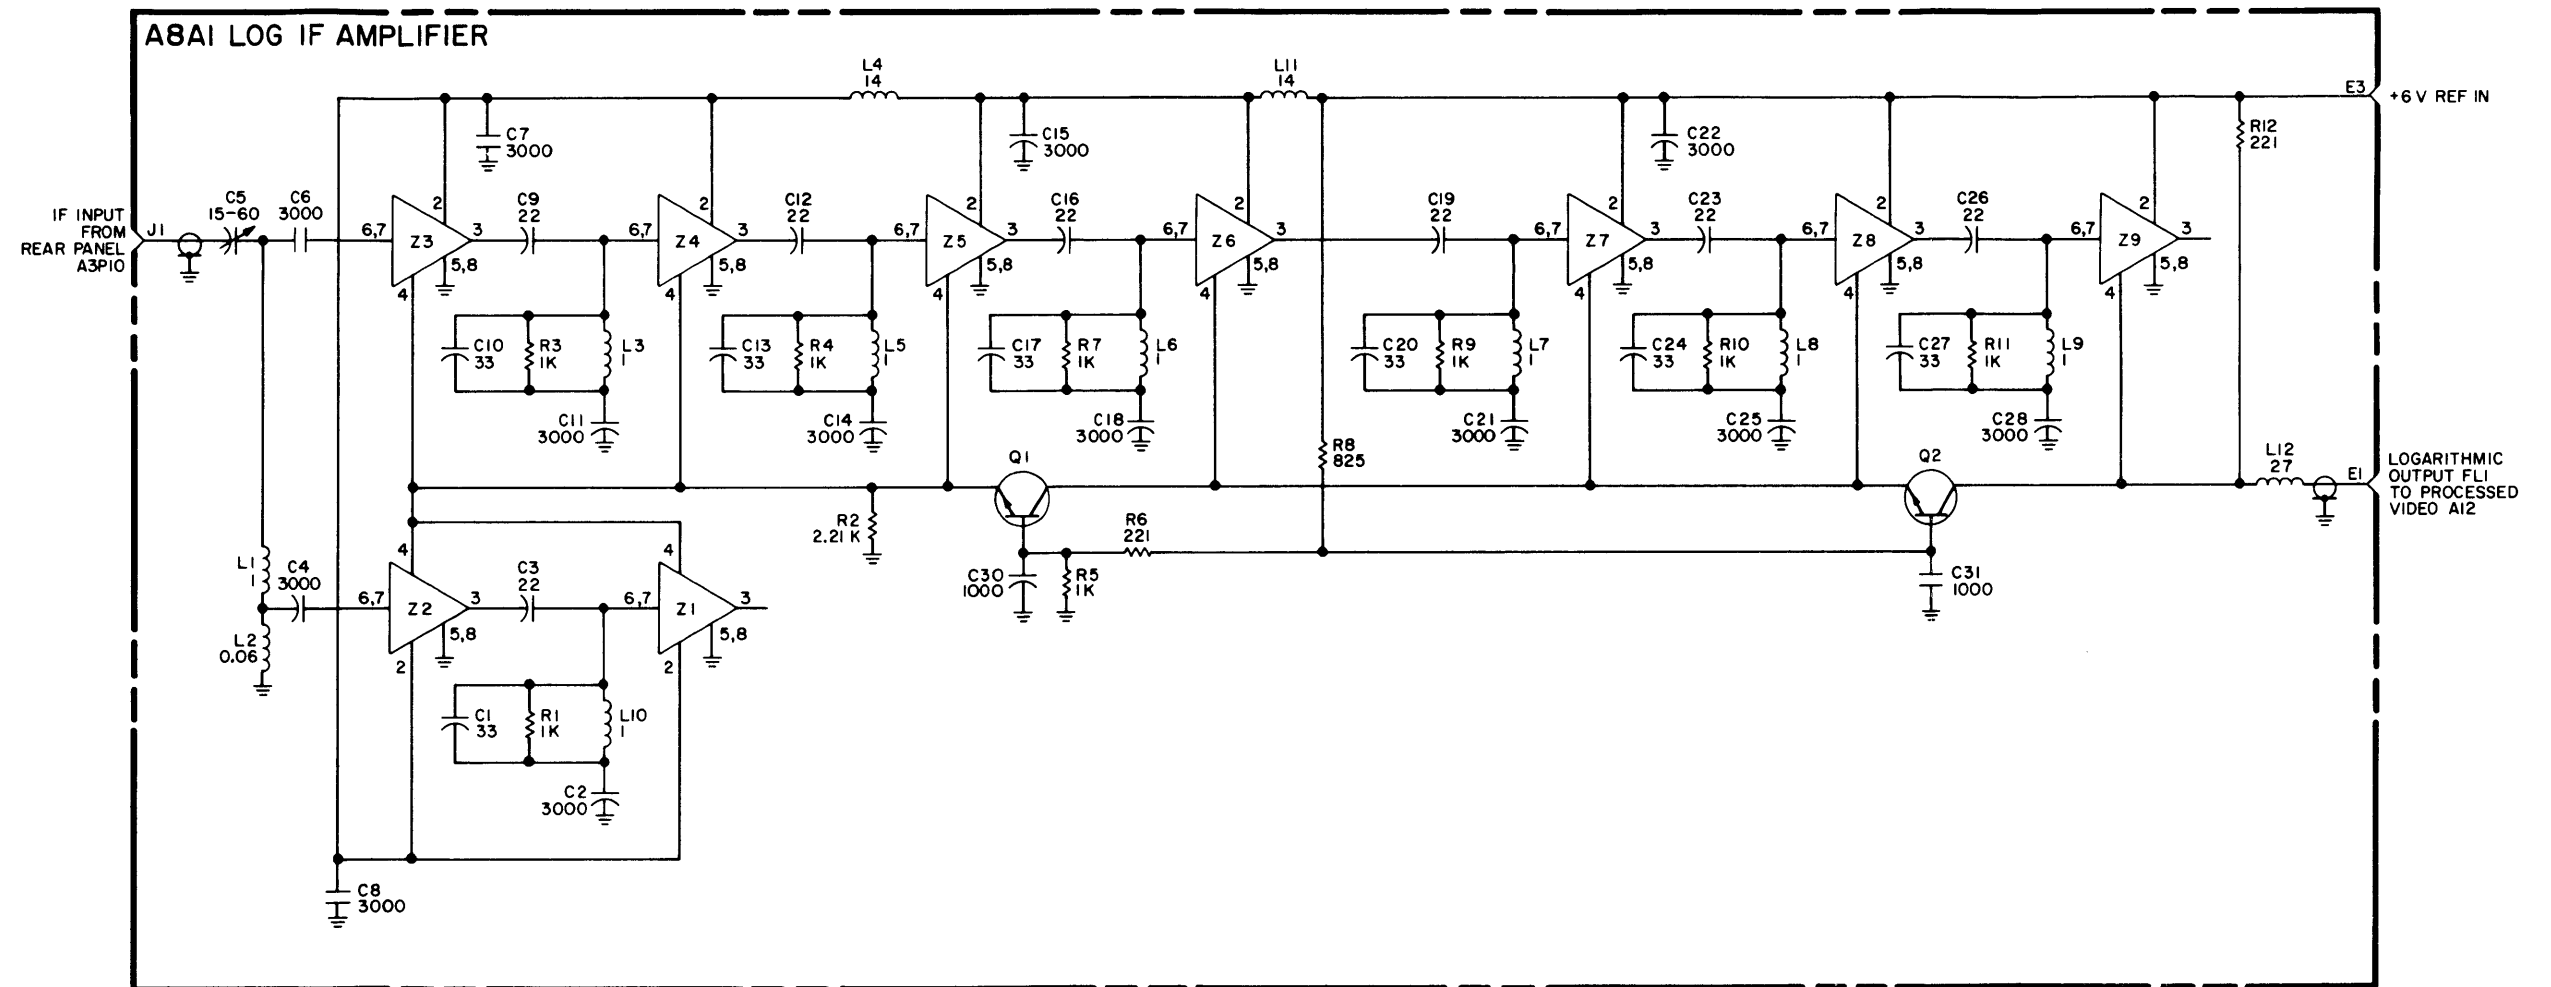 A8A1 LOG IF AMPLIFIER
L4
14
L11
14
E3
+6V REF IN
C7
3000
C15
3000
C22
3000
R12
221
IF INPUT
FROM
REAR PANEL
A3P10
J1
C5
15-60
C6
3000
6,7
Z3
2
3
5,8
4
C9
22
6,7
Z4
2
3
5,8
4
C12
22
6,7
Z5
2
3
5,8
4
C16
22
6,7
Z6
2
3
5,8
4
C19
22
6,7
Z7
2
3
5,8
4
C23
22
6,7
Z8
2
3
5,8
4
C26
22
6,7
Z9
2
3
5,8
4
C10
33
R3
1K
L3
1
C13
33
R4
1K
L5
1
C17
33
R7
1K
L6
1
C20
33
R9
1K
L7
1
C24
33
R10
1K
L8
1
C27
33
R11
1K
L9
1
C11
3000
C14
3000
C18
3000
R8
825
C21
3000
C25
3000
C28
3000
Q1
Q2
L12
27
E1
LOGARITHMIC
OUTPUT FL1
TO PROCESSED
VIDEO A12
R2
2.21K
R6
221
C30
1000
R5
1K
C31
1000
L1
1
C4
3000
L2
0.06
4
6,7
Z2
3
5,8
2
C3
22
4
6,7
Z1
3
5,8
2
C1
33
R1
1K
L10
1
C2
3000
C8
3000